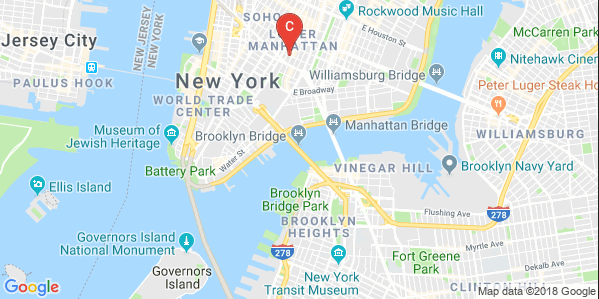 Rockwood Music Hall
SOHO
C
McCarren Park
E Houston St
LOWER
MANHATTAN
Jersey City
NEW JERSEY
NEW YORK
Nitehawk Cinem
PAULUS HOOK
New York
Williamsburg Bridge
Peter Luger Steak Ho
E Broadway
WORLD TRADE
CENTER
Manhattan Bridge
WILLIAMSBURG
Museum of
Jewish Heritage
Brooklyn Bridge
Water St
Battery Park
VINEGAR HILL
Brooklyn Navy Yard
Ellis Island
Brooklyn
Bridge Park
Flushing Ave
278
BROOKLYN
HEIGHTS
Governors Island
National Monument
278
Fort Greene
Park
Myrtle Ave
Governors
Island
New York
Transit Museum
Dekalb Ave
CLINTON HILL
Google
Map data ©2018 Google